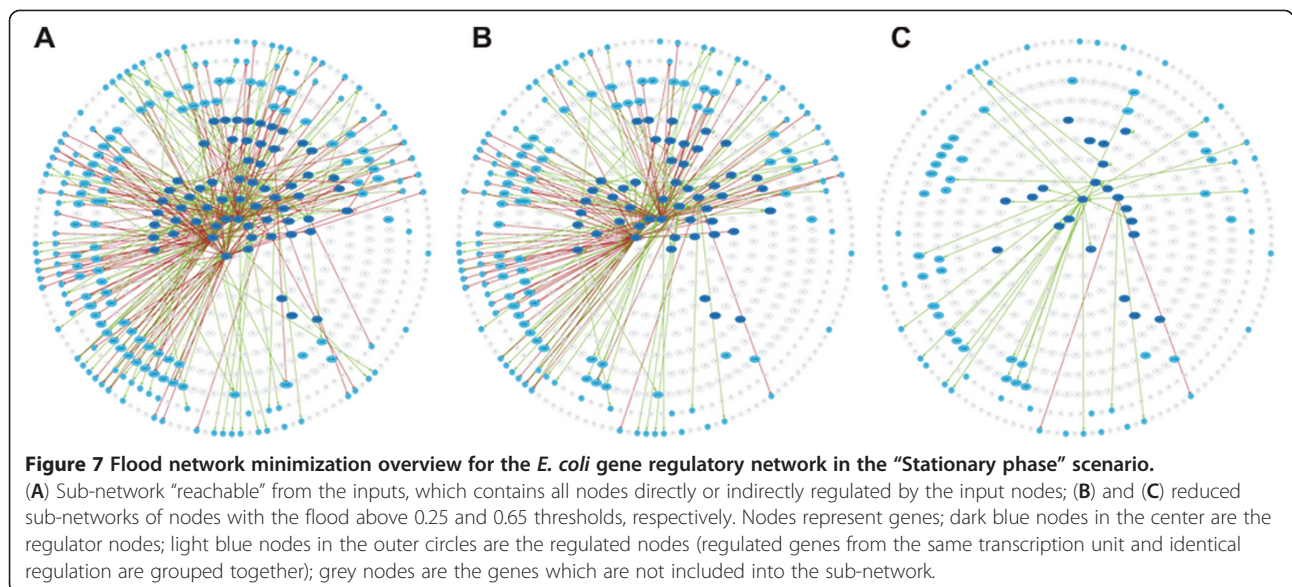 A
B
C
Figure 7 Flood network minimization overview for the E. coli gene regulatory network in the “Stationary phase” scenario.
(A) Sub-network “reachable” from the inputs, which contains all nodes directly or indirectly regulated by the input nodes; (B) and (C) reduced
sub-networks of nodes with the flood above 0.25 and 0.65 thresholds, respectively. Nodes represent genes; dark blue nodes in the center are the
regulator nodes; light blue nodes in the outer circles are the regulated nodes (regulated genes from the same transcription unit and identical
regulation are grouped together); grey nodes are the genes which are not included into the sub-network.